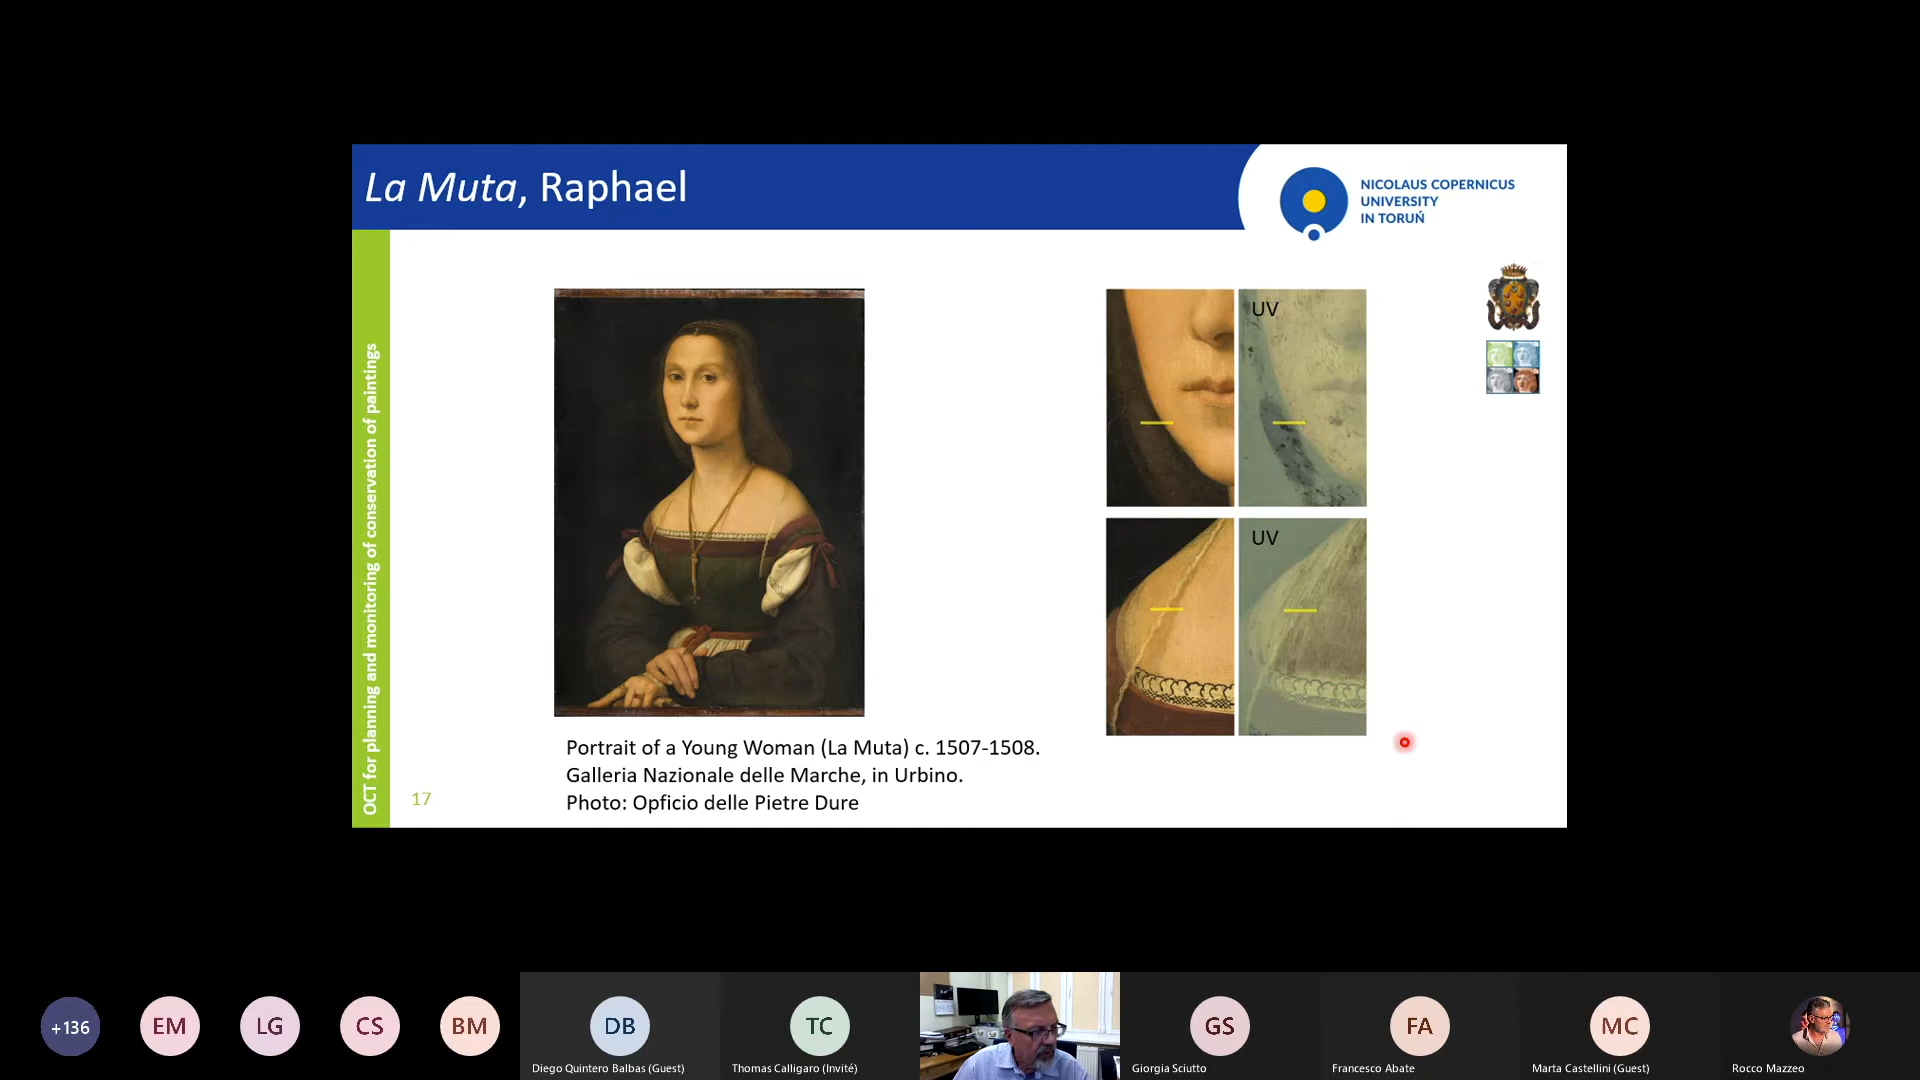 La Muta, Raphael
NICOLAUS COPERNICUS
UNIVERSITY
IN TORUŃ
OCT for planning and monitoring of conservation of paintings
UV
UV
Portrait of a Young Woman (La Muta) c. 1507-1508.
Galleria Nazionale delle Marche, in Urbino.
Photo: Opficio delle Pietre Dure
17
+136
EM
LG
CS
BM
DB
Diego Quintero Balbas (Guest)
TC
Thomas Calligaro (Invité)
GS
Giorgia Sciutto
FA
Francesco Abate
MC
Marta Castellini (Guest)
Rocco Mazzeo